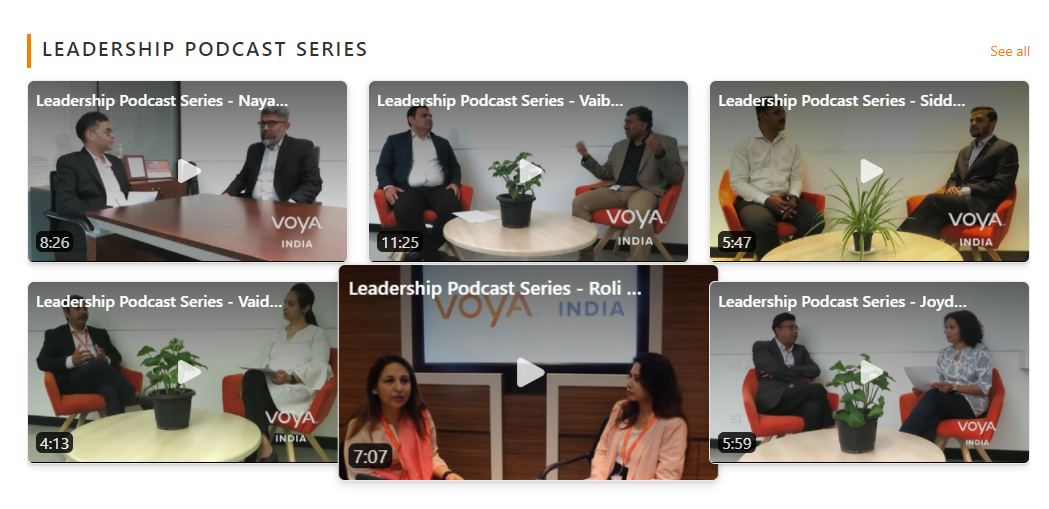 LEADERSHIP PODCAST SERIES
See all
Leadership Podcast Series - Naya...
VOYA
INDIA
8:26
Leadership Podcast Series - Vaib...
VOYA
INDIA
11:25
Leadership Podcast Series - Sidd...
VOYA
INDIA
5:47
Leadership Podcast Series - Vaid...
VOYA
INDIA
4:13
Leadership Podcast Series - Roli ...
VOYA INDIA
7:07
Leadership Podcast Series - Joyd...
VOYA
INDIA
5:59